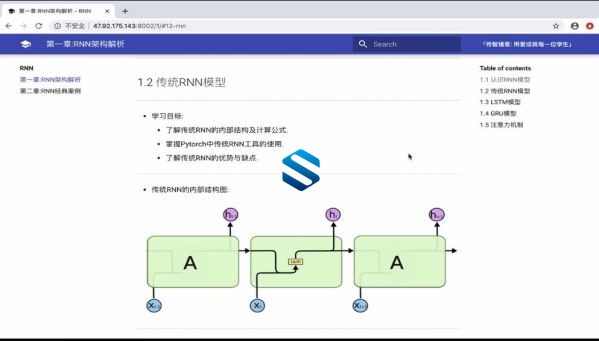 第一章:RNN架构解析 - RNN
不安全
47.92.175.143:8002/1/#12-rnn
第一章:RNN架构解析
Search
「传智播客: 用爱成就每一位学生」
RNN
第一章:RNN架构解析
第二章:RNN经典案例
1.2 传统RNN模型
学习目标:
了解传统RNN的内部结构及计算公式.
掌握Pytorch中传统RNN工具的使用.
了解传统RNN的优势与缺点.
传统RNN的内部结构图:
ht-1
ht
ht+1
A
tanh
A
Xt-1
Xt
Xt+1
Table of contents
1.1 认识RNN模型
1.2 传统RNN模型
1.3 LSTM模型
1.4 GRU模型
1.5 注意力机制